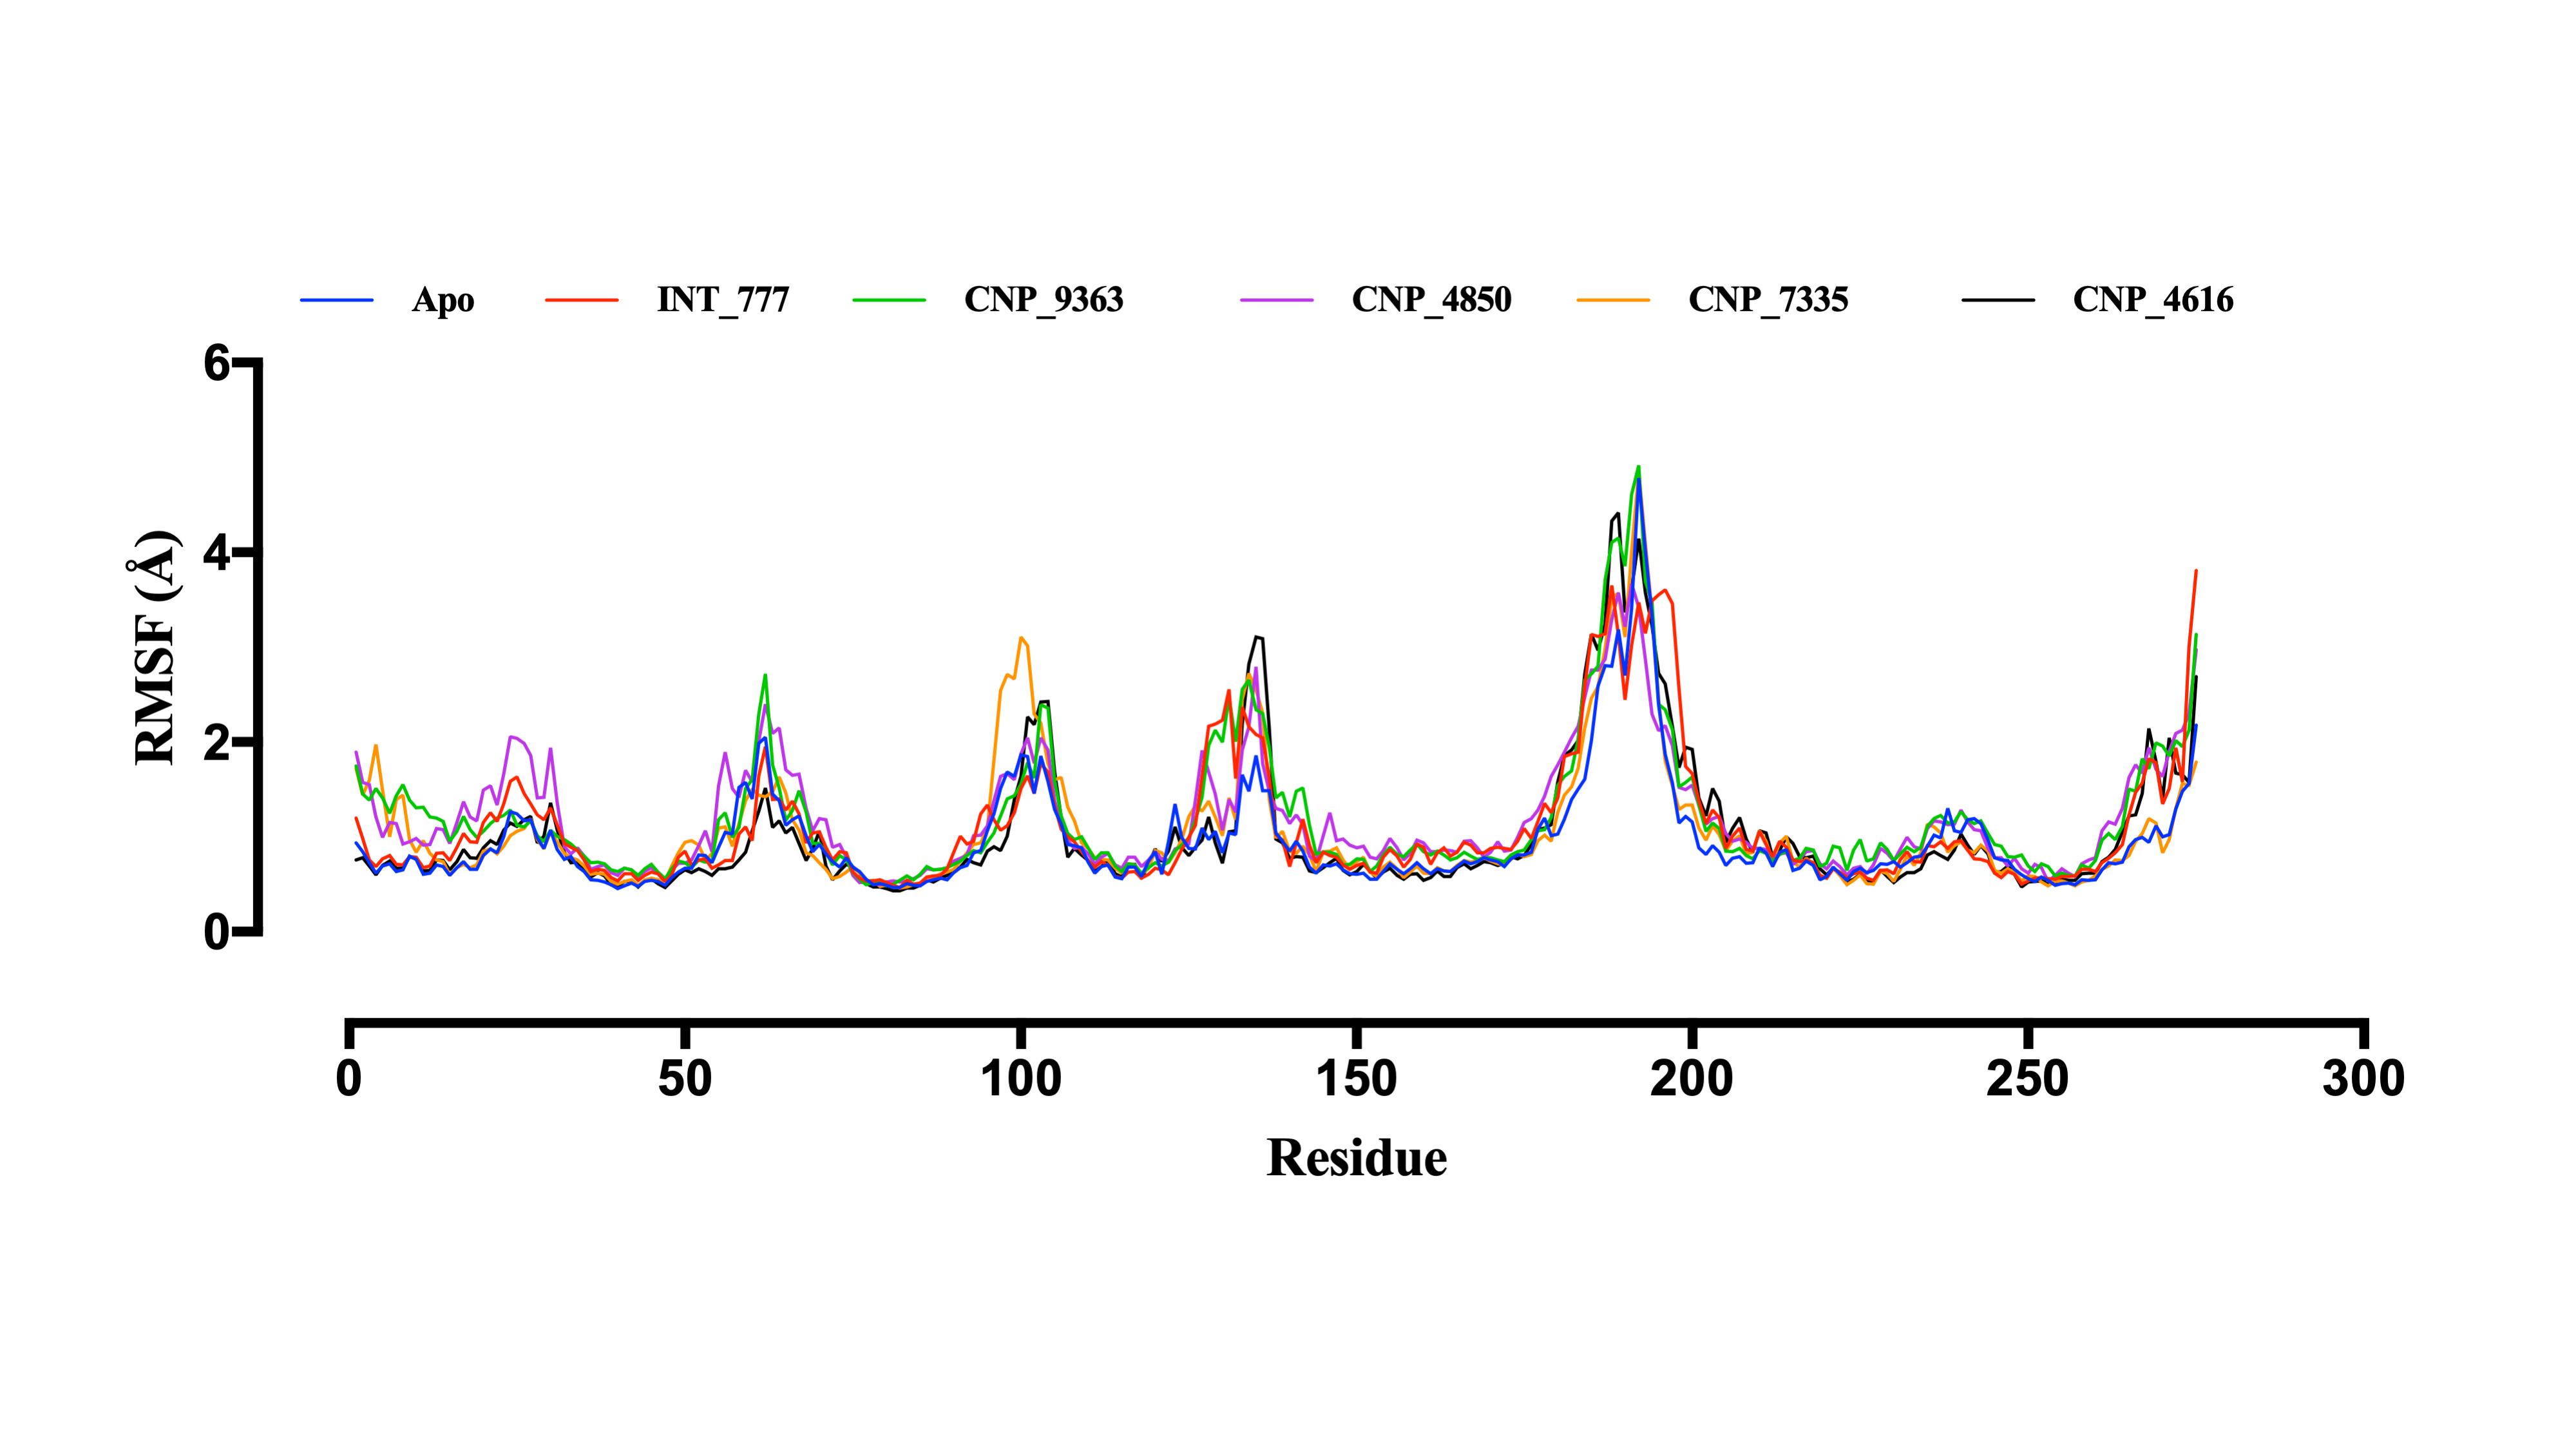 Apo INT_777 CNP_9363 CNP_4850 CNP_7335 CNP_4616
6
4
2
0
RMSF (Å)
0 50 100 150 200 250 300
Residue